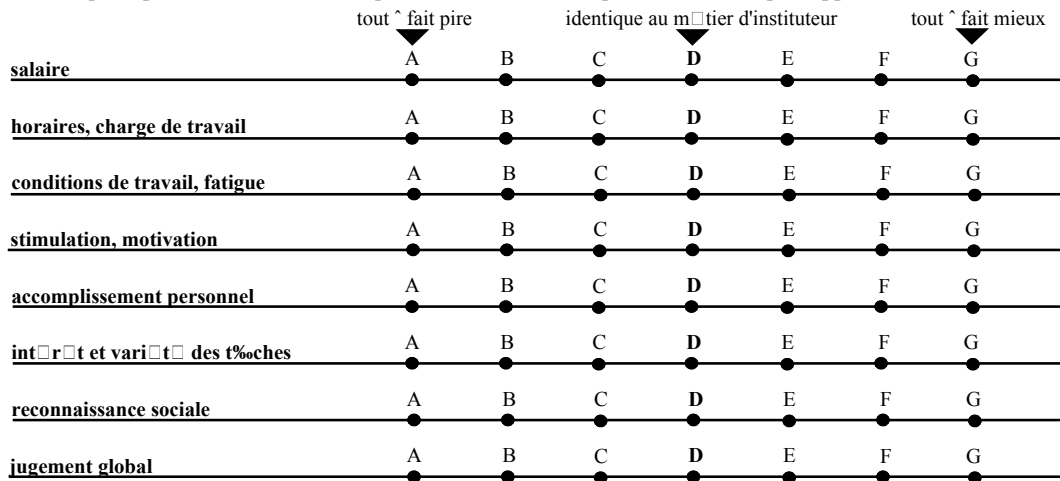 tout ˆ fait pire identique au m□tier d'instituteur tout ˆ fait mieux
salaire A B C D E F G
horaires, charge de travail A B C D E F G
conditions de travail, fatigue A B C D E F G
stimulation, motivation A B C D E F G
accomplissement personnel A B C D E F G
int□r□t et vari□t□ des t‰ches A B C D E F G
reconnaissance sociale A B C D E F G
jugement global A B C D E F G